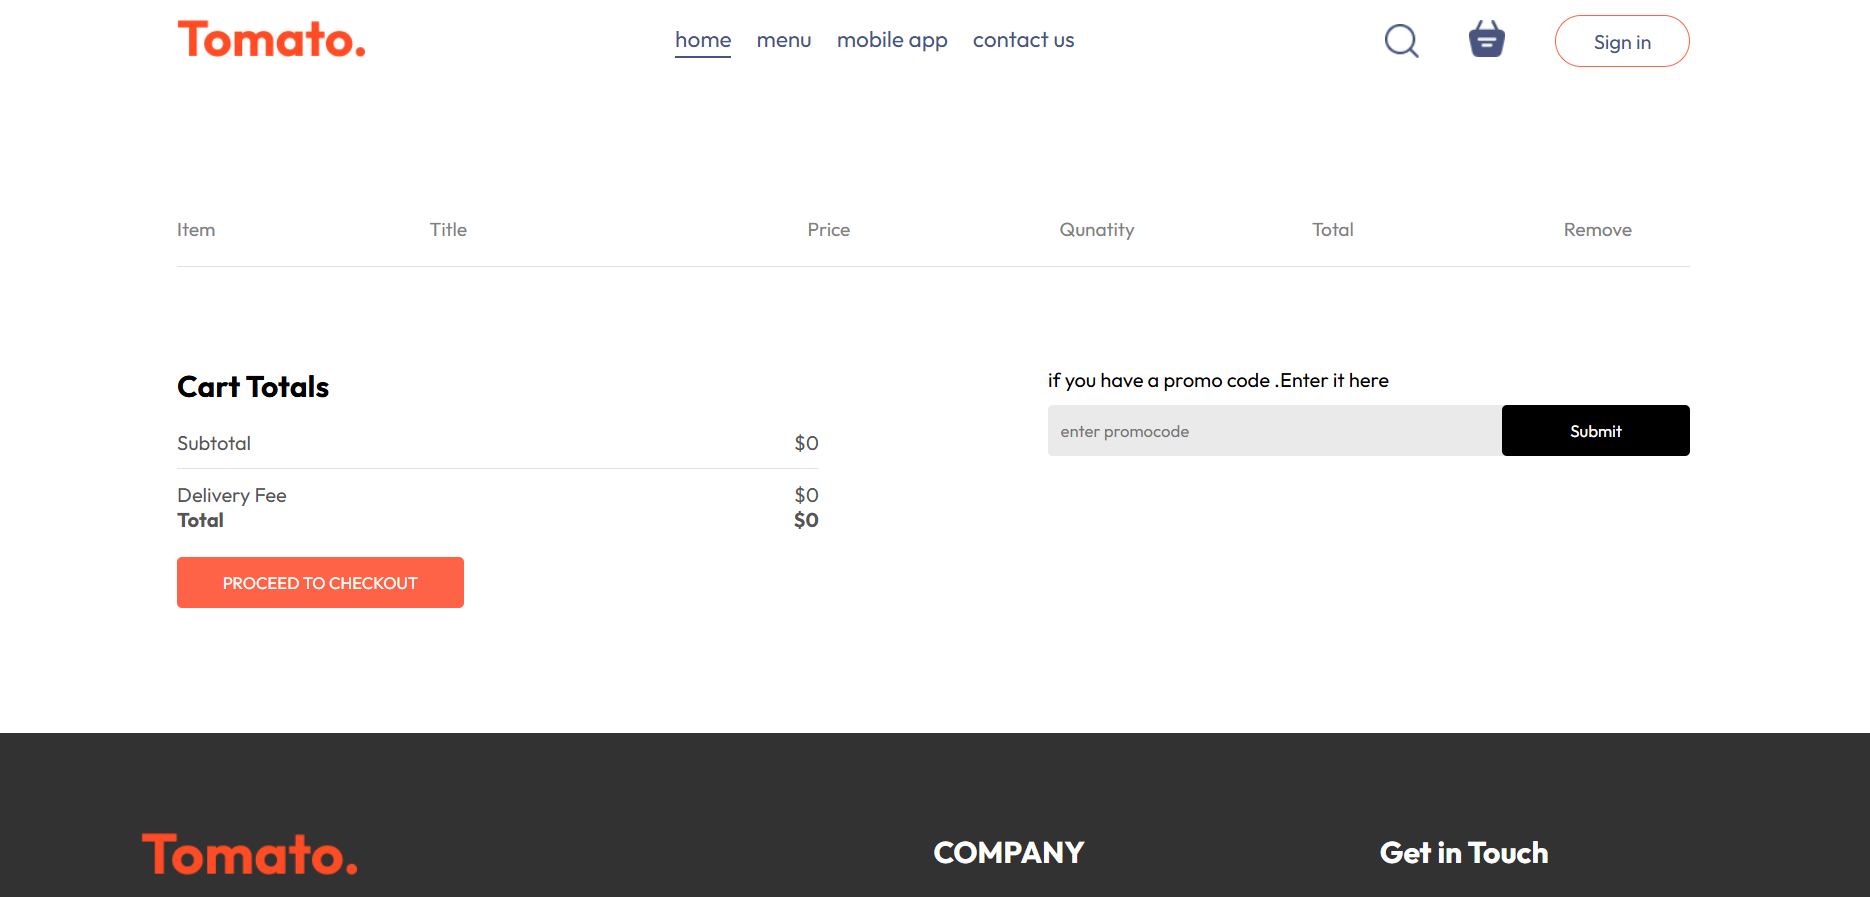 Tomato.
home menu mobile app contact us
Sign in
Item Title Price Qunatity Total Remove
Cart Totals
Subtotal $0
Delivery Fee $0
Total $0
PROCEED TO CHECKOUT
if you have a promo code .Enter it here
enter promocode
Submit
Tomato.
COMPANY
Get in Touch